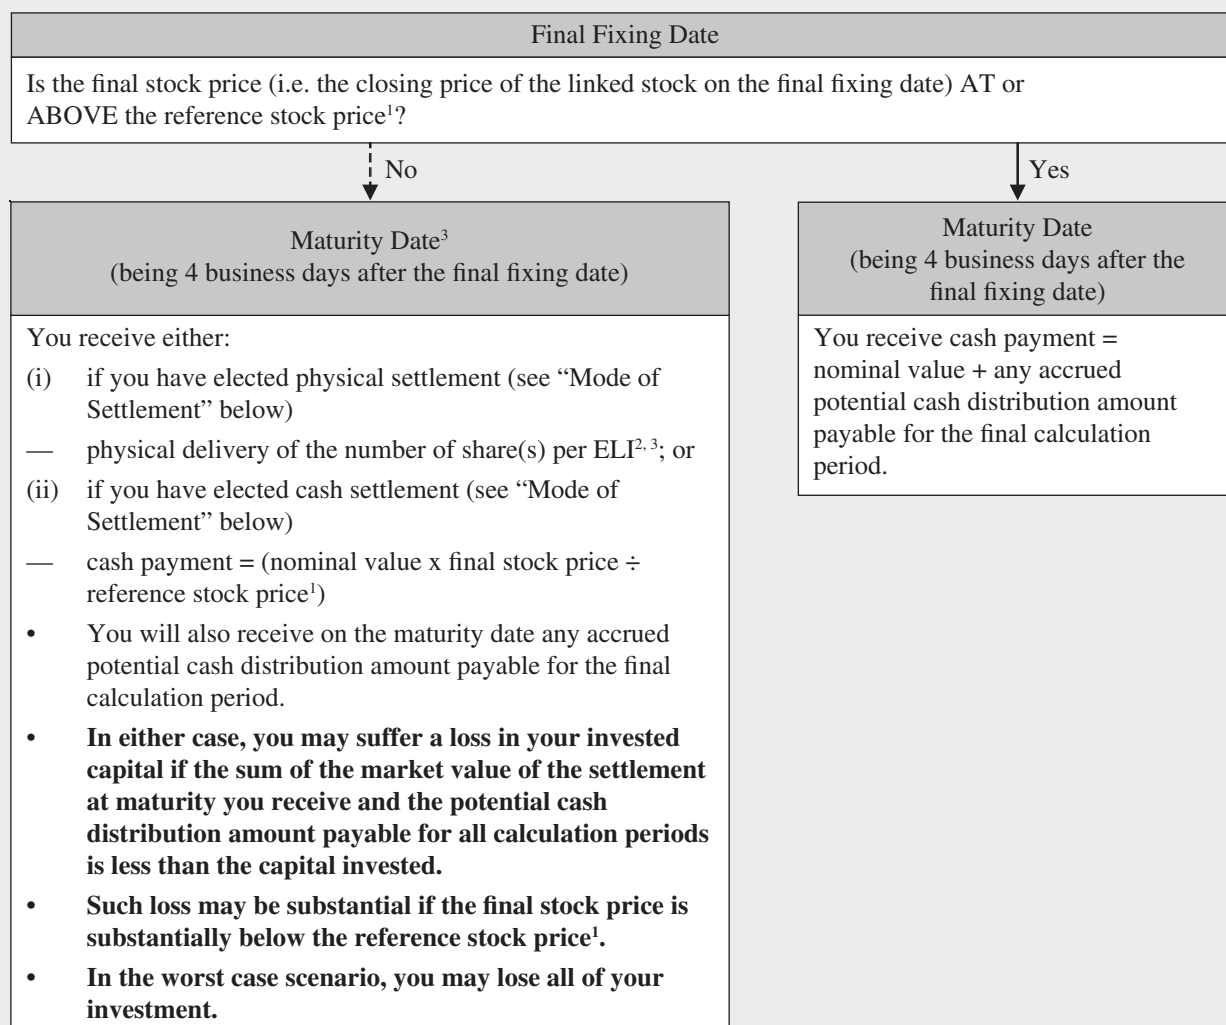 Final Fixing Date
Is the final stock price (i.e. the closing price of the linked stock on the final fixing date) AT or
ABOVE the reference stock price¹?
No
Yes
Maturity Date³
(being 4 business days after the final fixing date)
You receive either:
(i) if you have elected physical settlement (see “Mode of
Settlement” below)
— physical delivery of the number of share(s) per ELI²,³; or
(ii) if you have elected cash settlement (see “Mode of
Settlement” below)
— cash payment = (nominal value x final stock price ÷
reference stock price¹)
• You will also receive on the maturity date any accrued
potential cash distribution amount payable for the final
calculation period.
• In either case, you may suffer a loss in your invested
capital if the sum of the market value of the settlement
at maturity you receive and the potential cash
distribution amount payable for all calculation periods
is less than the capital invested.
• Such loss may be substantial if the final stock price is
substantially below the reference stock price¹.
• In the worst case scenario, you may lose all of your
investment.
Maturity Date
(being 4 business days after the
final fixing date)
You receive cash payment =
nominal value + any accrued
potential cash distribution amount
payable for the final calculation
period.